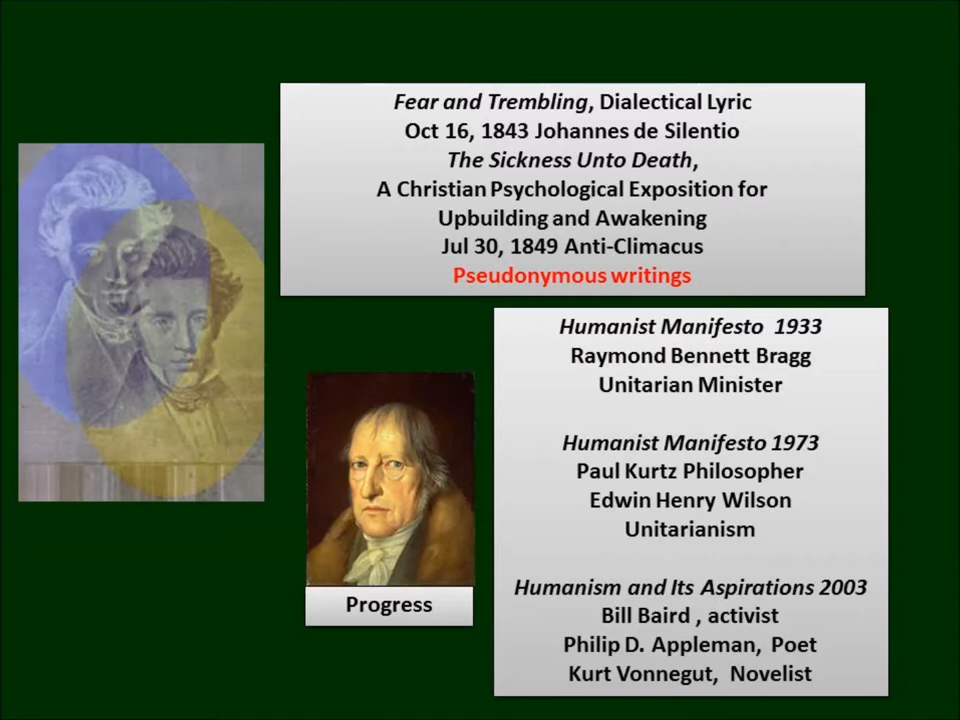 Fear and Trembling, Dialectical Lyric
Oct 16, 1843 Johannes de Silentio
The Sickness Unto Death,
A Christian Psychological Exposition for
Upbuilding and Awakening
Jul 30, 1849 Anti-Climacus
Pseudonymous writings
Humanist Manifesto 1933
Raymond Bennett Bragg
Unitarian Minister
Humanist Manifesto 1973
Paul Kurtz Philosopher
Edwin Henry Wilson
Unitarianism
Humanism and Its Aspirations 2003
Bill Baird , activist
Philip D. Appleman, Poet
Kurt Vonnegut, Novelist
Progress